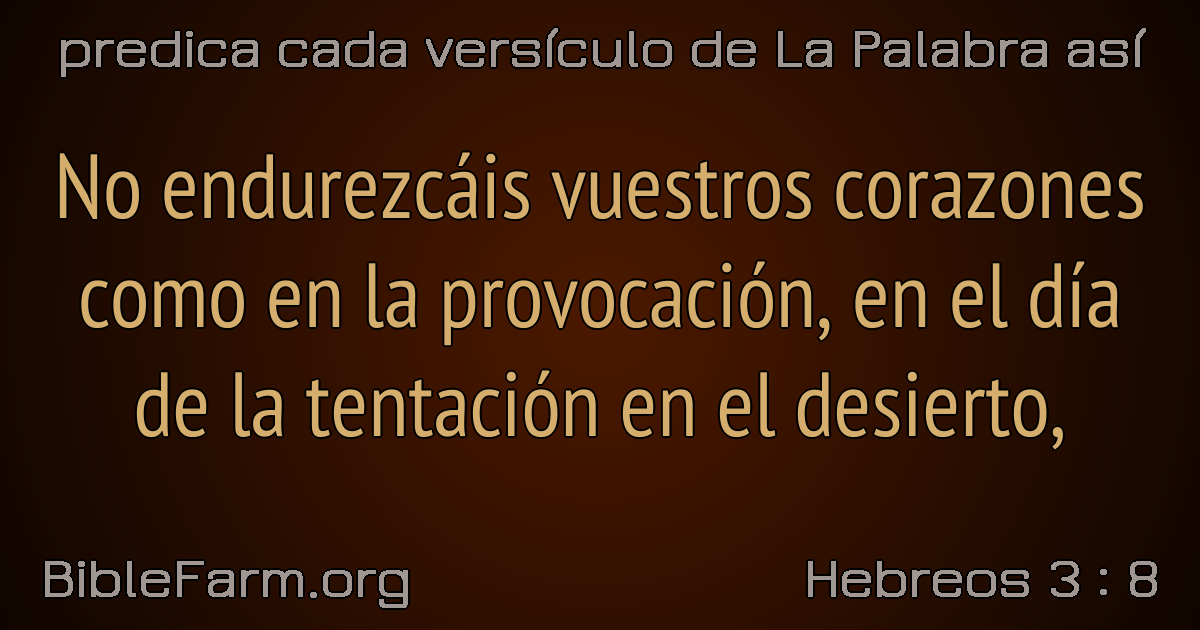 predica cada versículo de La Palabra así
No endurezcáis vuestros corazones
como en la provocación, en el día
de la tentación en el desierto,
BibleFarm.org
Hebreos 3 : 8